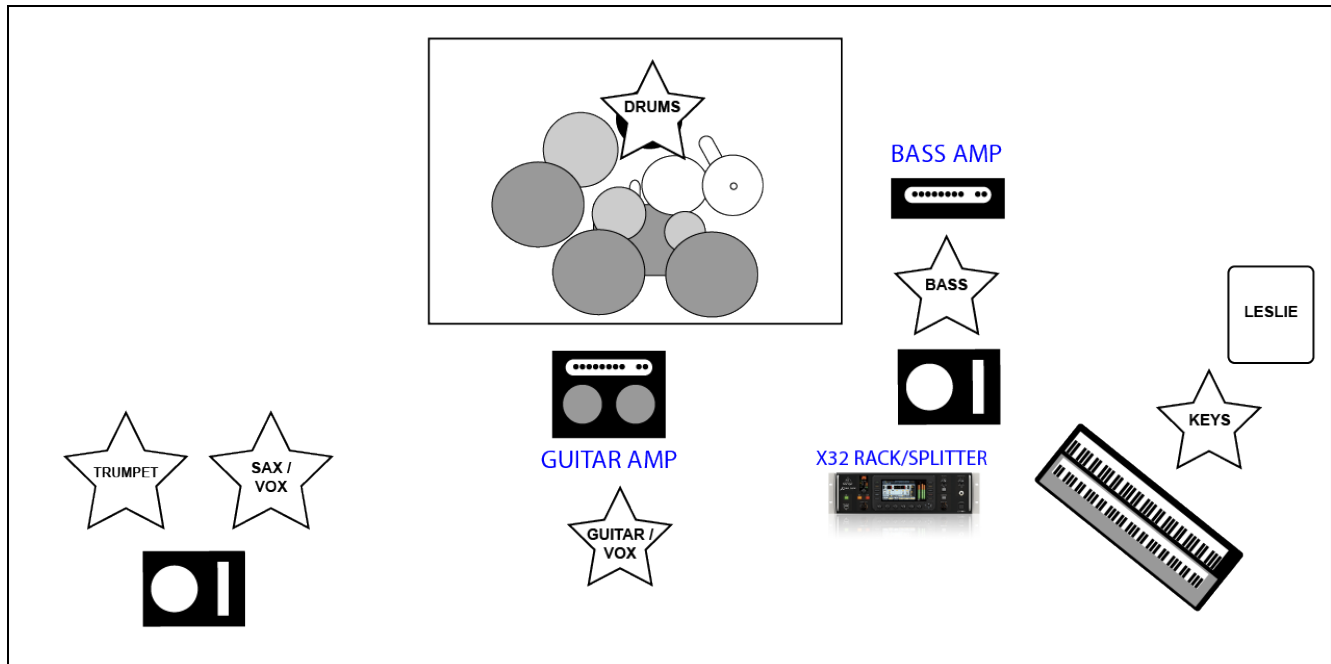 DRUMS
BASS AMP
BASS
LESLIE
KEYS
TRUMPET
SAX /
VOX
GUITAR AMP
X32 RACK/SPLITTER
GUITAR /
VOX